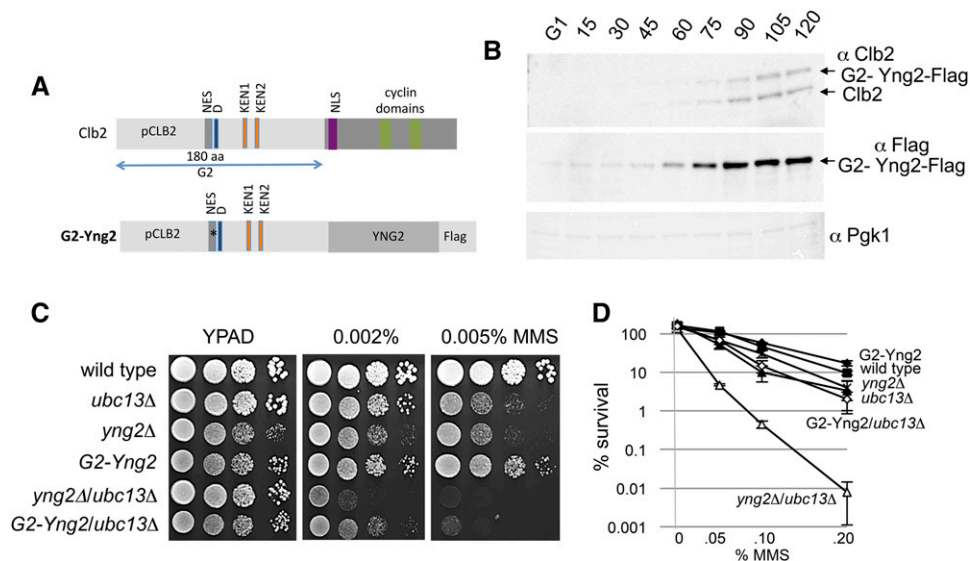 A
NES
D
KEN1
KEN2
NLS
cyclin
domains
Clb2
pCLB2
180 aa
G2
NES
D
KEN1
KEN2
G2-Yng2
pCLB2
*
YNG2
Flag
B
G1 15 30 45 60 75 90 105 120
α Clb2
G2- Yng2-Flag
Clb2
α Flag
G2- Yng2-Flag
α Pgk1
C
YPAD 0.002% 0.005% MMS
wild type
ubc13Δ
yng2Δ
G2-Yng2
yng2Δ/ubc13Δ
G2-Yng2/ubc13Δ
D
% survival
100
10
1
0.1
0.01
0.001
G2-Yng2
wild type
yng2Δ
ubc13Δ
G2-Yng2/ubc13Δ
yng2Δ/ubc13Δ
0 .05 .10 .20
% MMS